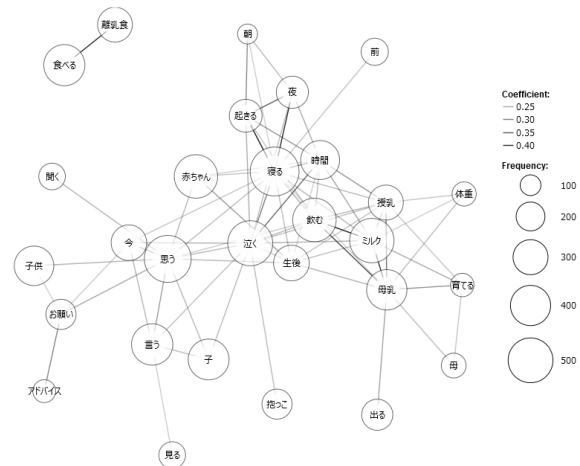 離乳食
食べる
朝
前
夜
起きる
時間
寝る
赤ちゃん
聞く
授乳
体重
飲む
今
泣く
ミルク
思う
生後
子供
母乳
育てる
お願い
言う
子
母
アドバイス
抱っこ
出る
見る
Coefficient:
0.25
0.30
0.35
0.40
Frequency:
100
200
300
400
500